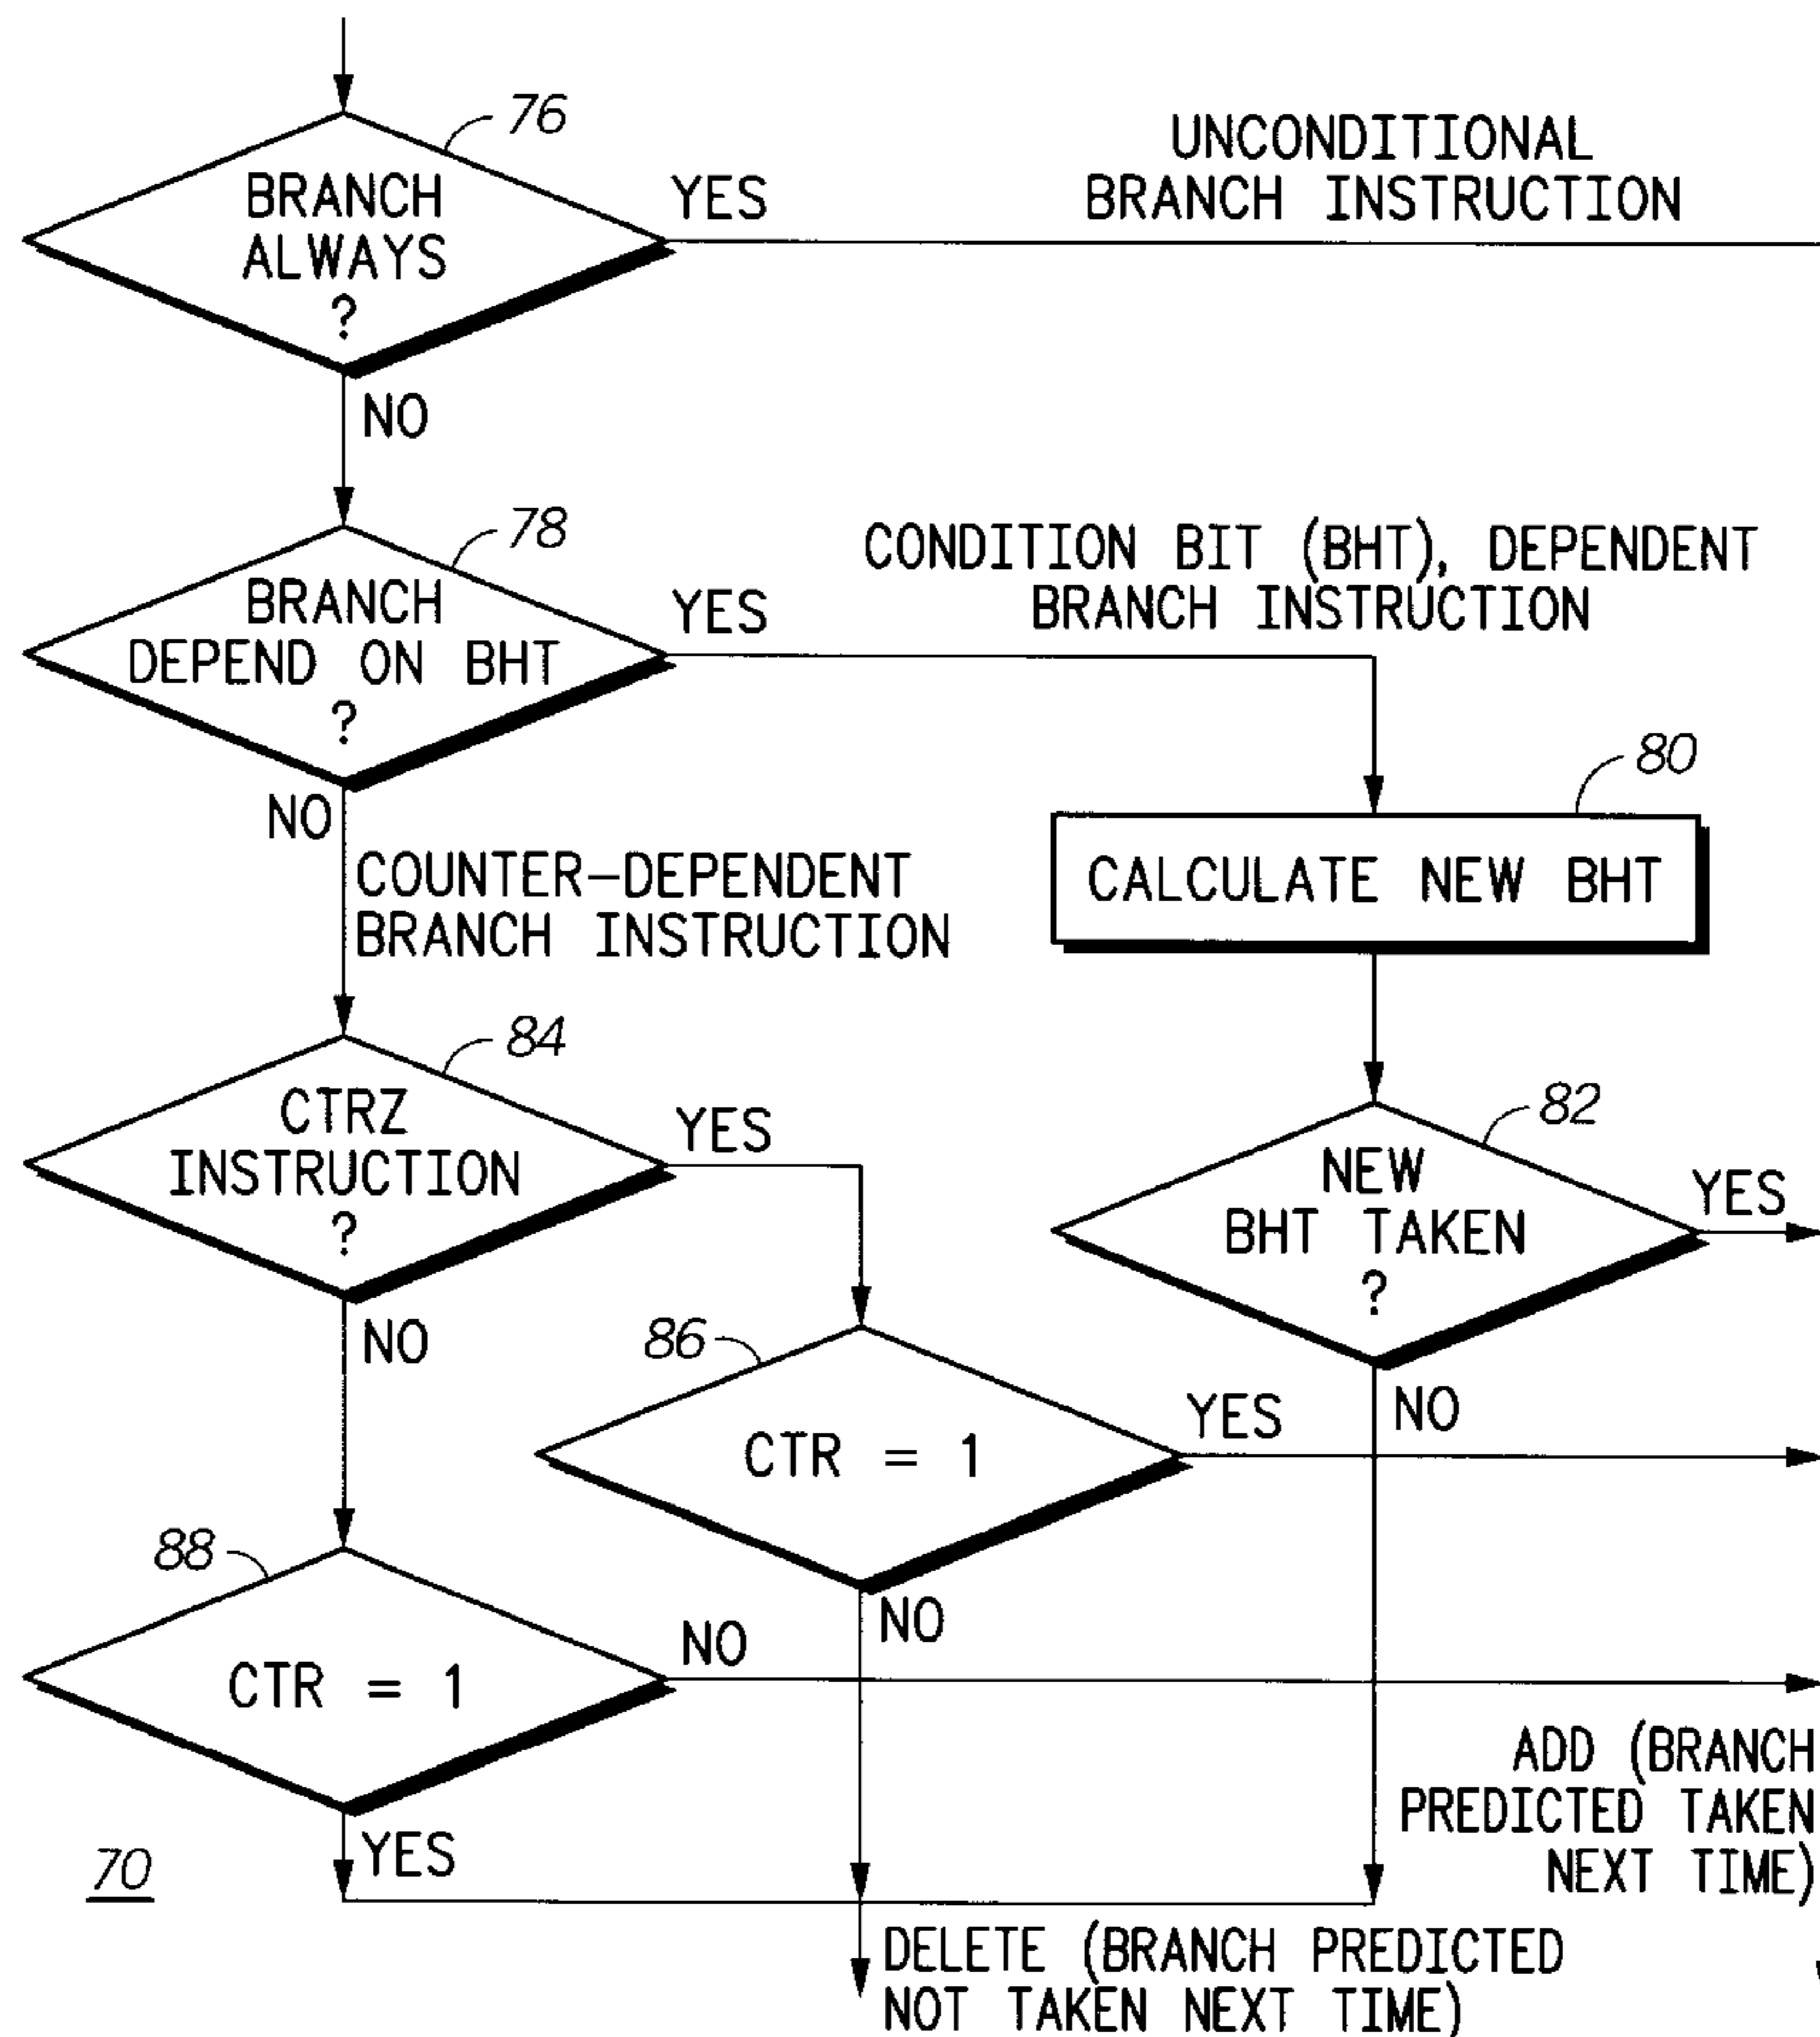 76
BRANCH
ALWAYS
?
YES
UNCONDITIONAL
BRANCH INSTRUCTION
NO
78
BRANCH
DEPEND ON BHT
?
YES
CONDITION BIT (BHT), DEPENDENT
BRANCH INSTRUCTION
NO
COUNTER-DEPENDENT
BRANCH INSTRUCTION
80
CALCULATE NEW BHT
84
CTRZ
INSTRUCTION
?
YES
NO
82
NEW
BHT TAKEN
?
YES
NO
86
CTR = 1
YES
NO
88
CTR = 1
NO
YES
ADD (BRANCH
PREDICTED TAKEN
NEXT TIME)
70
DELETE (BRANCH PREDICTED
NOT TAKEN NEXT TIME)